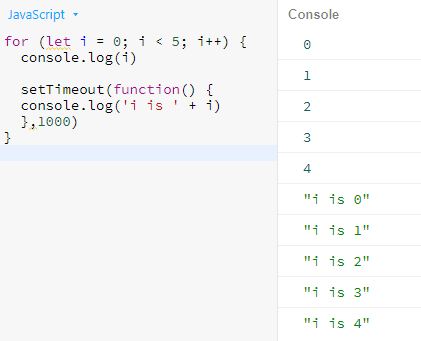 JavaScript
for (let i = 0; i < 5; i++) {
  console.log(i)

  setTimeout(function() {
  console.log('i is ' + i)
  },1000)
}
Console
0
1
2
3
4
"i is 0"
"i is 1"
"i is 2"
"i is 3"
"i is 4"